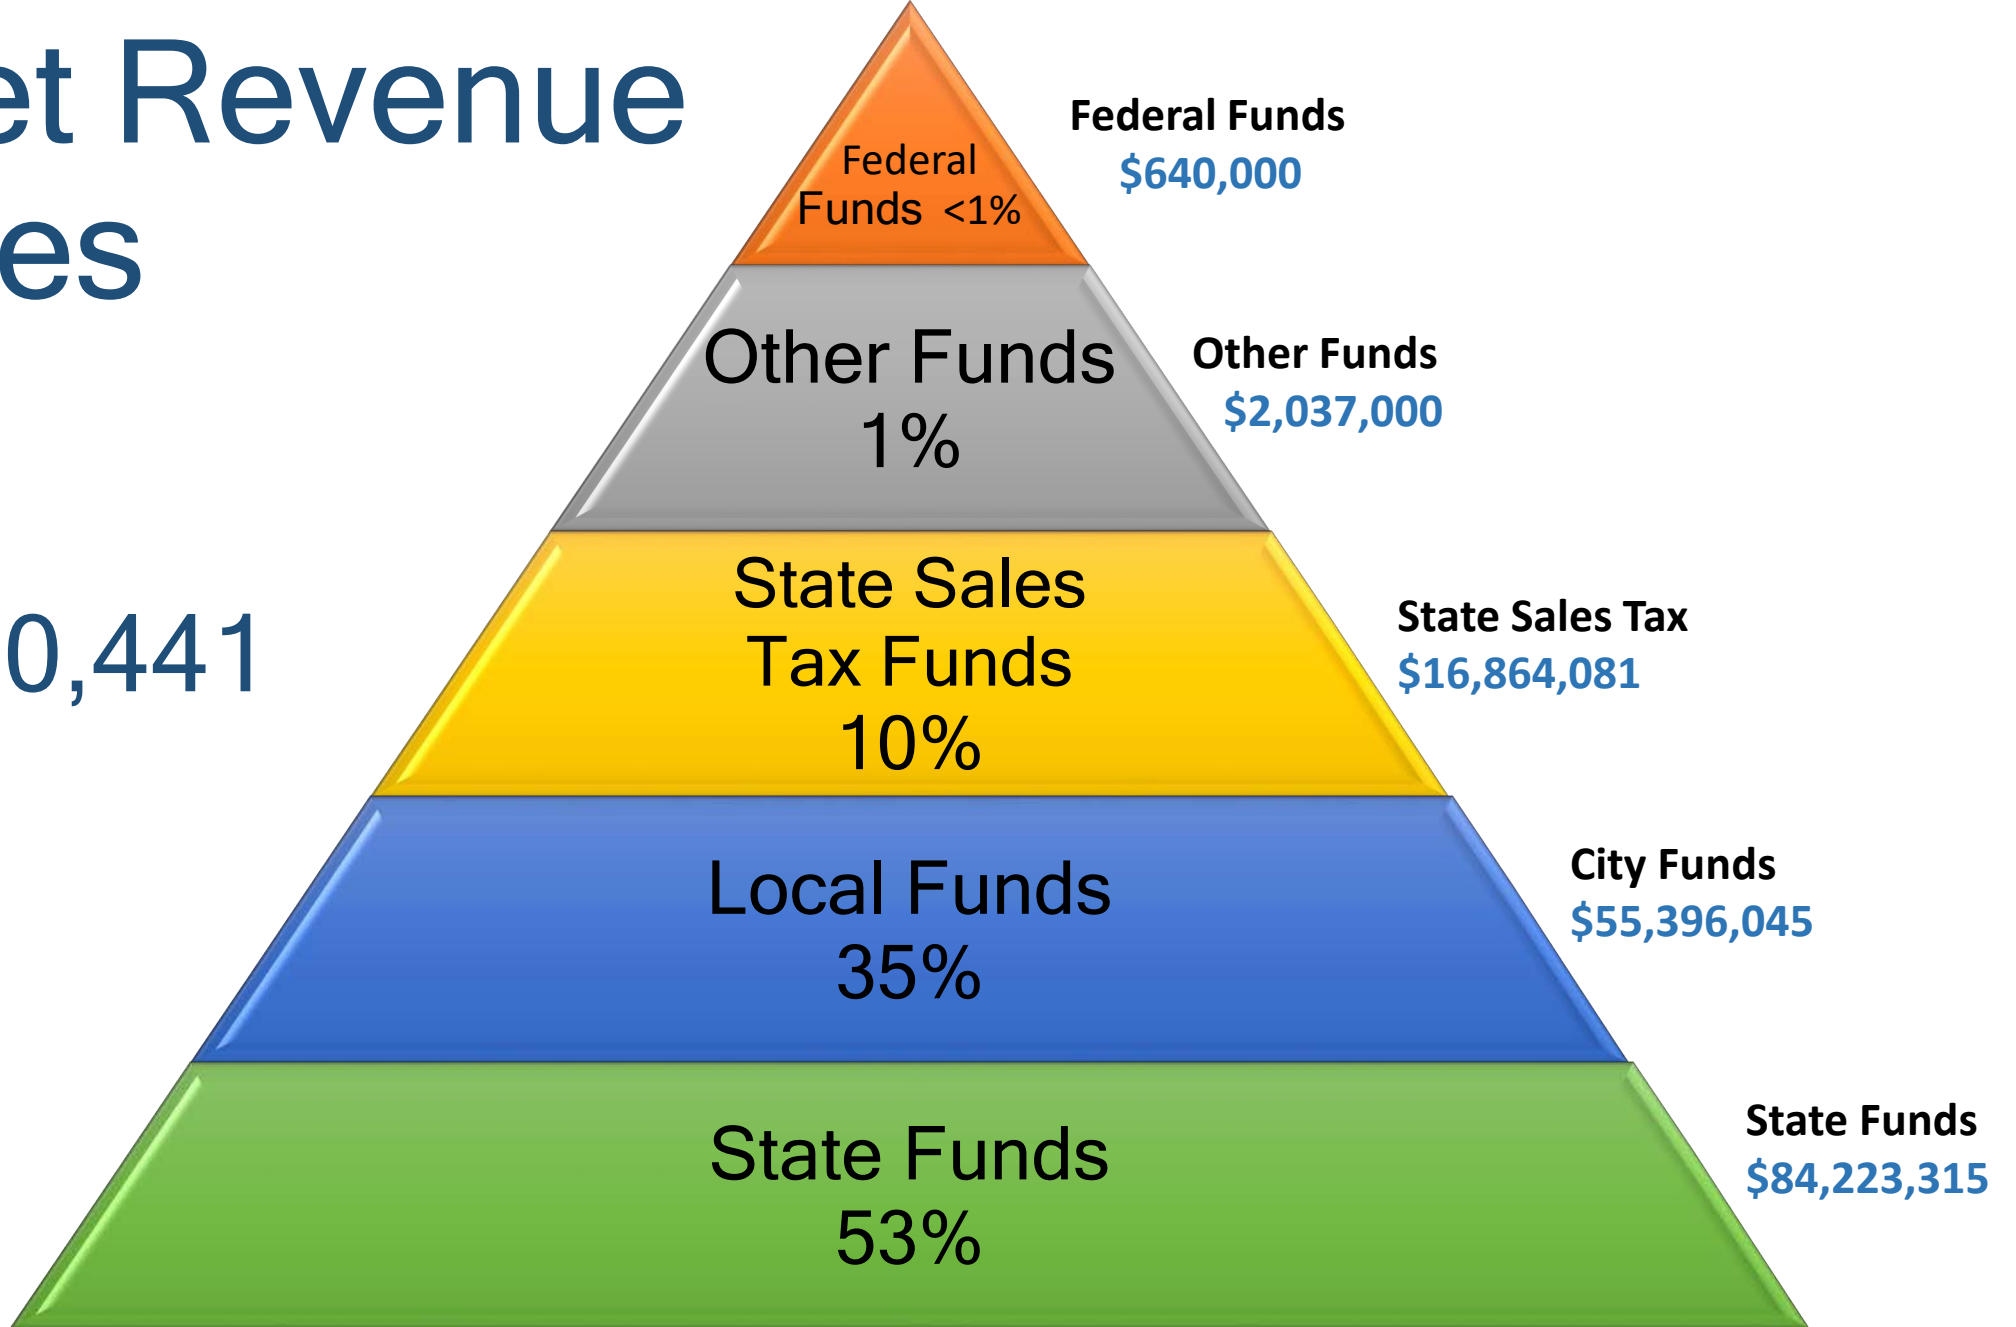 et Revenue
es
0,441
Federal
Funds <1%
Federal Funds
$640,000
Other Funds
1%
Other Funds
$2,037,000
State Sales
Tax Funds
10%
State Sales Tax
$16,864,081
Local Funds
35%
City Funds
$55,396,045
State Funds
53%
State Funds
$84,223,315